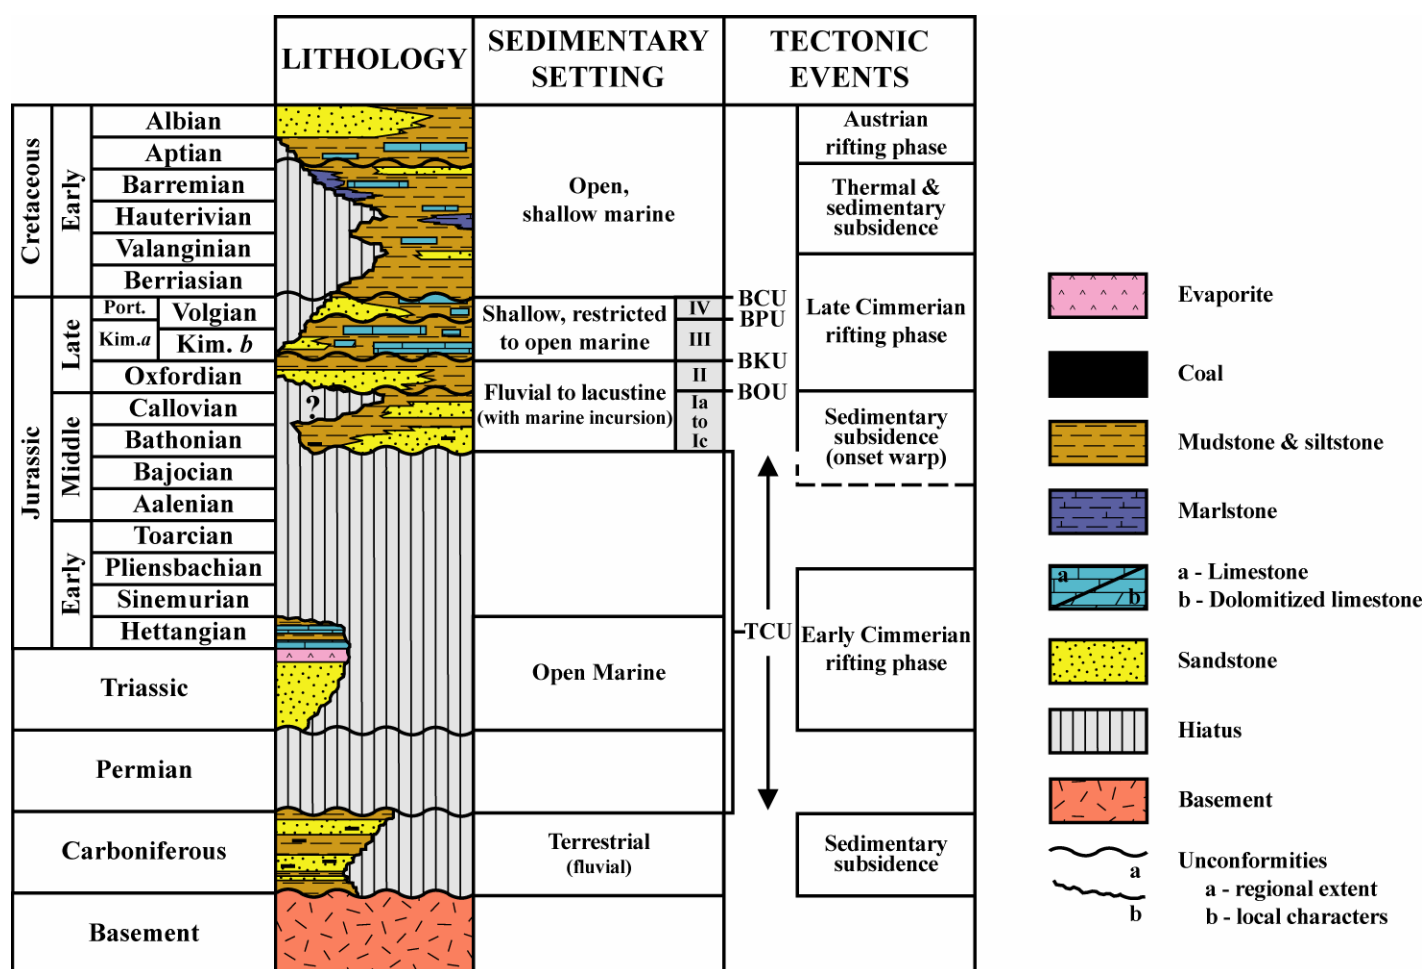 LITHOLOGY
SEDIMENTARY
SETTING
TECTONIC
EVENTS
Cretaceous
Early
Albian
Aptian
Barremian
Hauterivian
Valanginian
Berriasian
Open,
shallow marine
Austrian
rifting phase
Thermal &
sedimentary
subsidence
Jurassic
Late
Port.
Volgian
Kim.a
Kim. b
Oxfordian
Shallow, restricted
to open marine
IV
III
BCU
BPU
BKU
BOU
Late Cimmerian
rifting phase
Middle
Callovian
Bathonian
Bajocian
Aalenian
?
Fluvial to lacustine
(with marine incursion)
II
Ia
to
Ic
Sedimentary
subsidence
(onset warp)
Early
Toarcian
Pliensbachian
Sinemurian
Hettangian
Triassic
Open Marine
TCU
Early Cimmerian
rifting phase
Permian
Carboniferous
Terrestrial
(fluvial)
Sedimentary
subsidence
Basement
Evaporite
Coal
Mudstone & siltstone
Marlstone
a
b
a - Limestone
b - Dolomitized limestone
Sandstone
Hiatus
Basement
a
b
Unconformities
a - regional extent
b - local characters